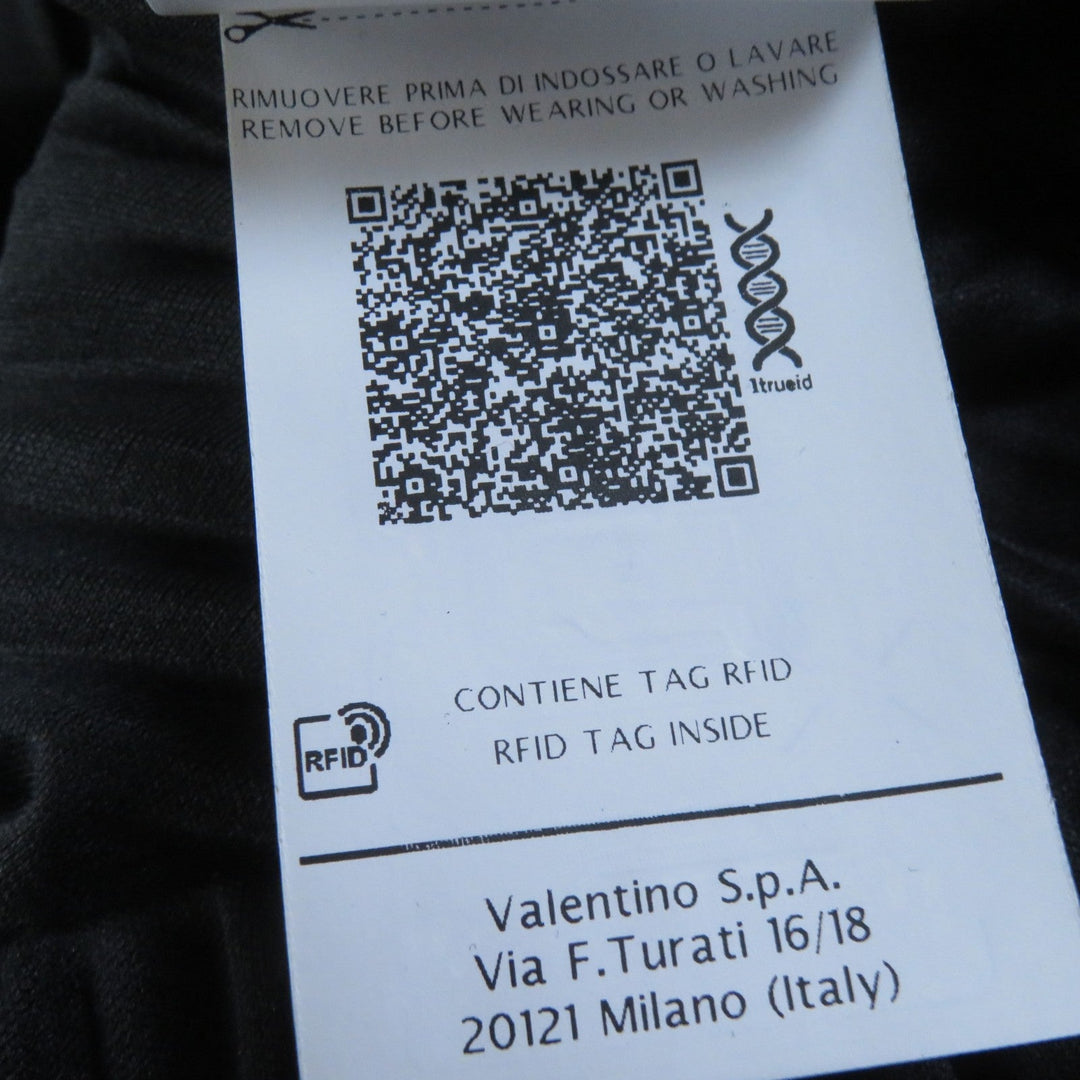 RIMUOVERE PRIMA DI INDOSSARE O LAVARE
REMOVE BEFORE WEARING OR WASHING
1trueid
CONTIENE TAG RFID
RFID TAG INSIDE
RFID
Valentino S.p.A.
Via F.Turati 16/18
20121 Milano (Italy)